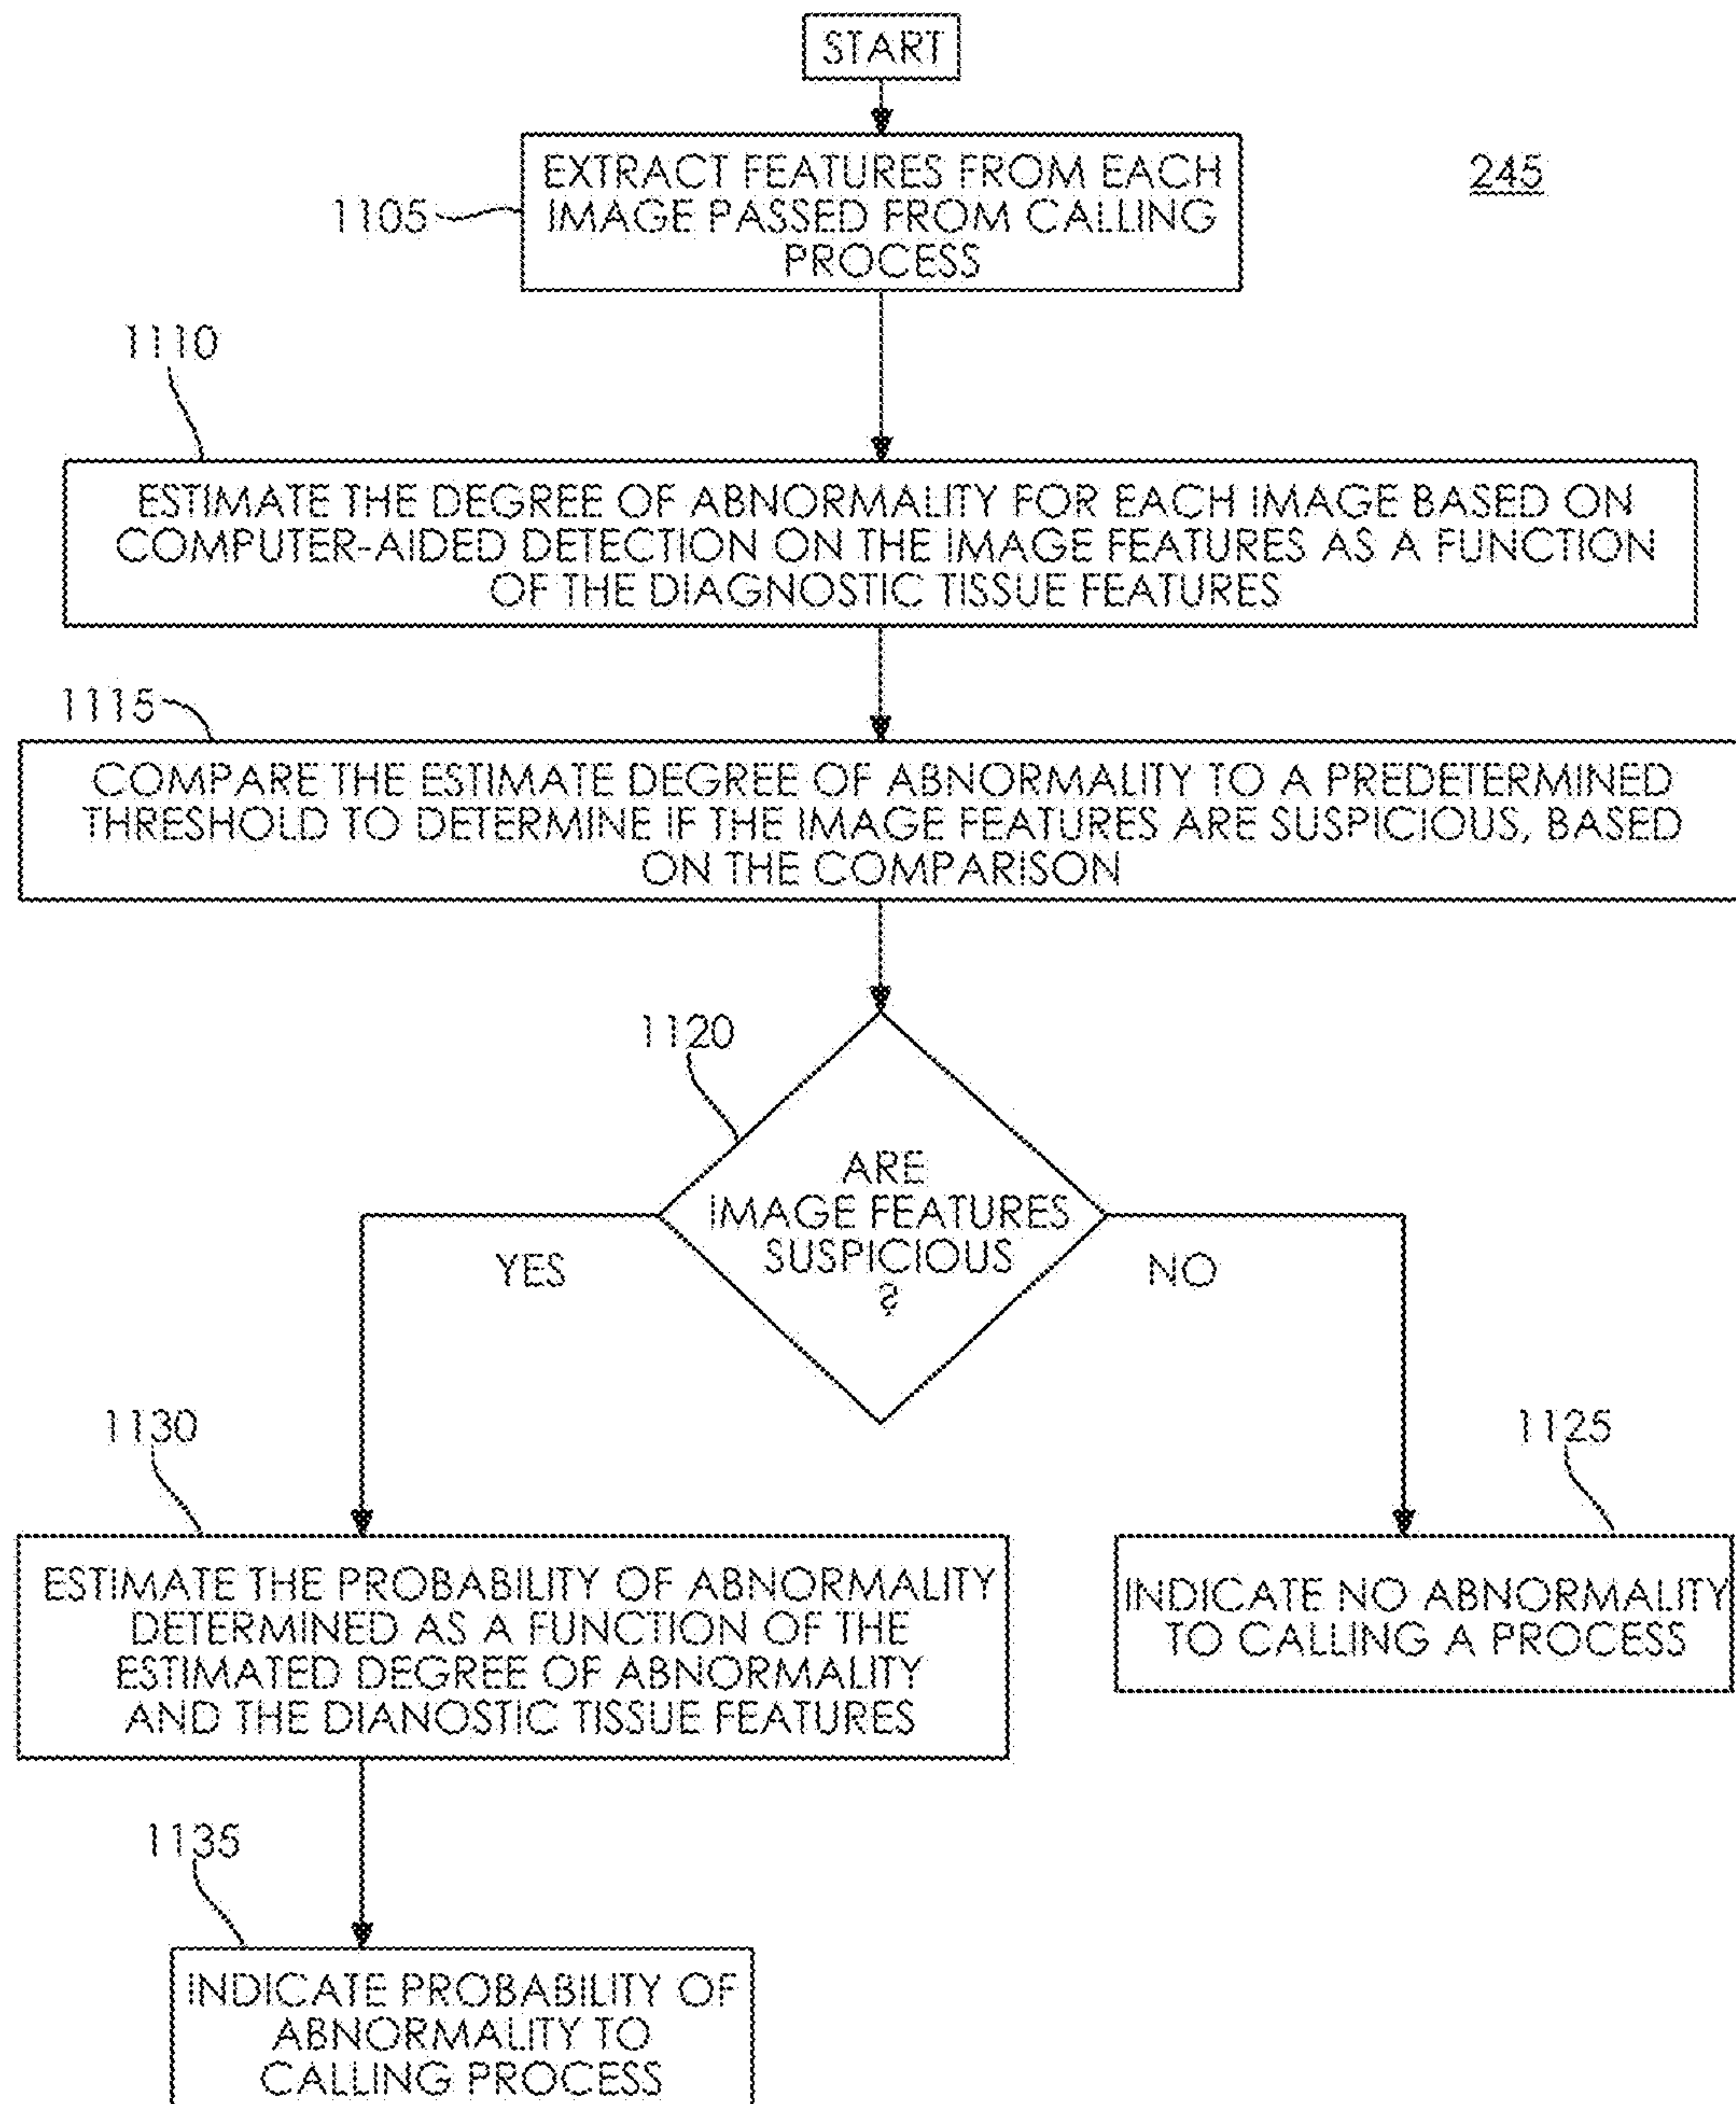 START
245
EXTRACT FEATURES FROM EACH
IMAGE PASSED FROM CALLING
PROCESS
1105
1110
ESTIMATE THE DEGREE OF ABNORMALITY FOR EACH IMAGE BASED ON
COMPUTER-AIDED DETECTION ON THE IMAGE FEATURES AS A FUNCTION
OF THE DIAGNOSTIC TISSUE FEATURES
1115
COMPARE THE ESTIMATE DEGREE OF ABNORMALITY TO A PREDETERMINED
THRESHOLD TO DETERMINE IF THE IMAGE FEATURES ARE SUSPICIOUS, BASED
ON THE COMPARISON
1120
ARE
IMAGE FEATURES
SUSPICIOUS
?
YES
NO
1130
1125
ESTIMATE THE PROBABILITY OF ABNORMALITY
DETERMINED AS A FUNCTION OF THE
ESTIMATED DEGREE OF ABNORMALITY
AND THE DIANOSTIC TISSUE FEATURES
INDICATE NO ABNORMALITY
TO CALLING A PROCESS
1135
INDICATE PROBABILITY OF
ABNORMALITY TO
CALLING PROCESS